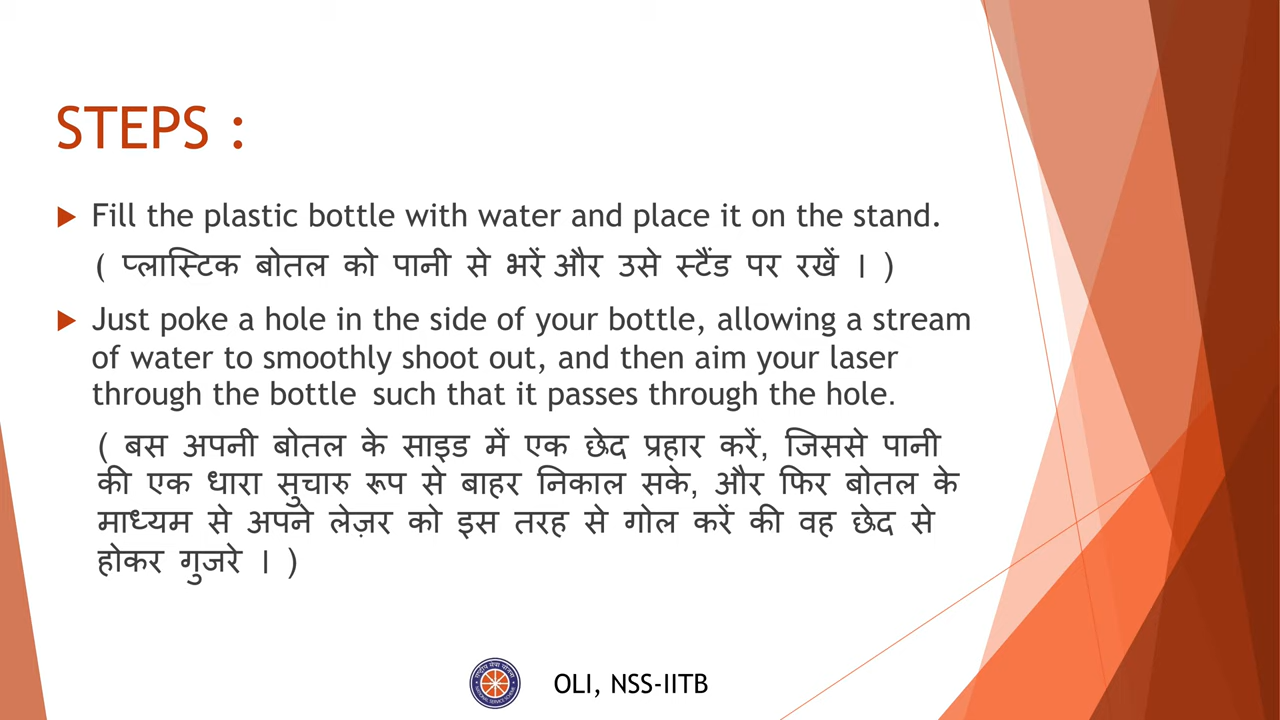 STEPS :
Fill the plastic bottle with water and place it on the stand.
( प्लास्टिक बोतल को पानी से भरें और उसे स्टैंड पर रखें । )
Just poke a hole in the side of your bottle, allowing a stream
of water to smoothly shoot out, and then aim your laser
through the bottle such that it passes through the hole.
( बस अपनी बोतल के साइड में एक छेद प्रहार करें, जिससे पानी
की एक धारा सुचारु रूप से बाहर निकाल सके, और फिर बोतल के
माध्यम से अपने लेज़र को इस तरह से गोल करें की वह छेद से
होकर गुजरे । )
OLI, NSS-IITB